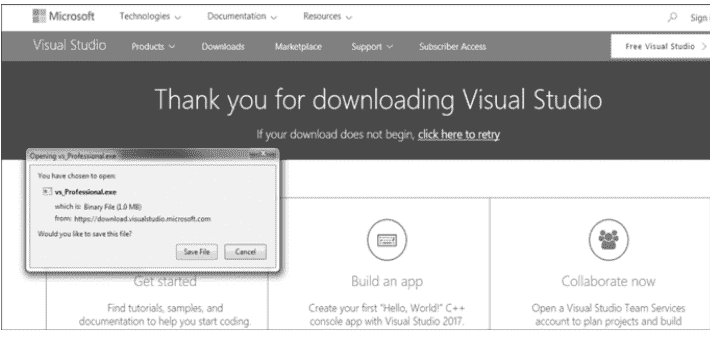 Microsoft Technologies Documentation Resources Sign
Visual Studio Products Downloads Marketplace Support Subscriber Access Free Visual Studio
Thank you for downloading Visual Studio
If your download does not begin, click here to retry
Opening vs_Professional.exe
You have chosen to open:
vs_Professional.exe
which is: Binary File (1.0 MB)
from: https://download.visualstudio.microsoft.com
Would you like to save this file?
Save File Cancel
Get started
Find tutorials, samples, and
documentation to help you start coding.
Build an app
Create your first "Hello, World!" C++
console app with Visual Studio 2017.
Collaborate now
Open a Visual Studio Team Services
account to plan projects and build